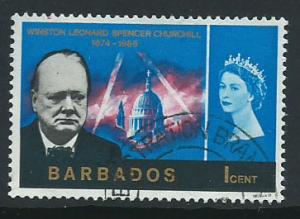 WINSTON LEONARD SPENCER CHURCHILL
1874 - 1965
BARBADOS
1 CENT